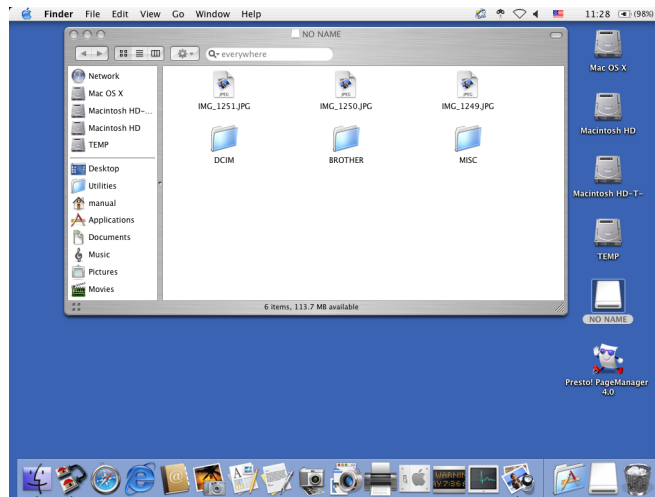 Finder File Edit View Go Window Help 11:28 (98%)
NO NAME
everywhere
Network
Mac OS X
Macintosh HD-...
Macintosh HD
TEMP
Desktop
Utilities
manual
Applications
Documents
Music
Pictures
Movies
IMG_1251.JPG IMG_1250.JPG IMG_1249.JPG
DCIM BROTHER MISC
6 items, 113.7 MB available
Mac OS X
Macintosh HD
Macintosh HD-T-
TEMP
NO NAME
Presto! PageManager
4.0